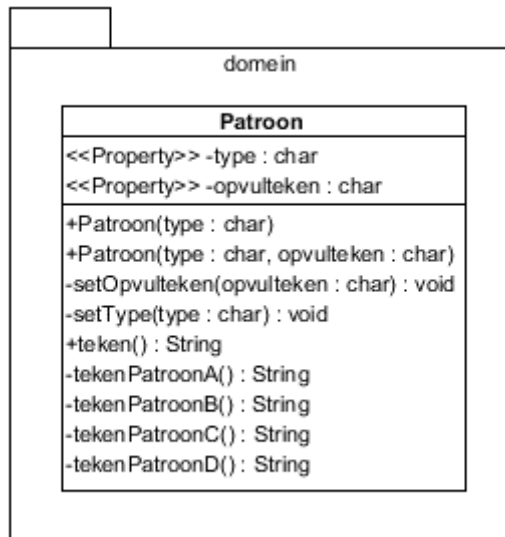 domein
Patroon
<<Property>> -type : char
<<Property>> -opvulteken : char
+Patroon(type : char)
+Patroon(type : char, opvulteken : char)
-setOpvulteken(opvulteken : char) : void
-setType(type : char) : void
+teken() : String
-tekenPatroonA() : String
-tekenPatroonB() : String
-tekenPatroonC() : String
-tekenPatroonD() : String